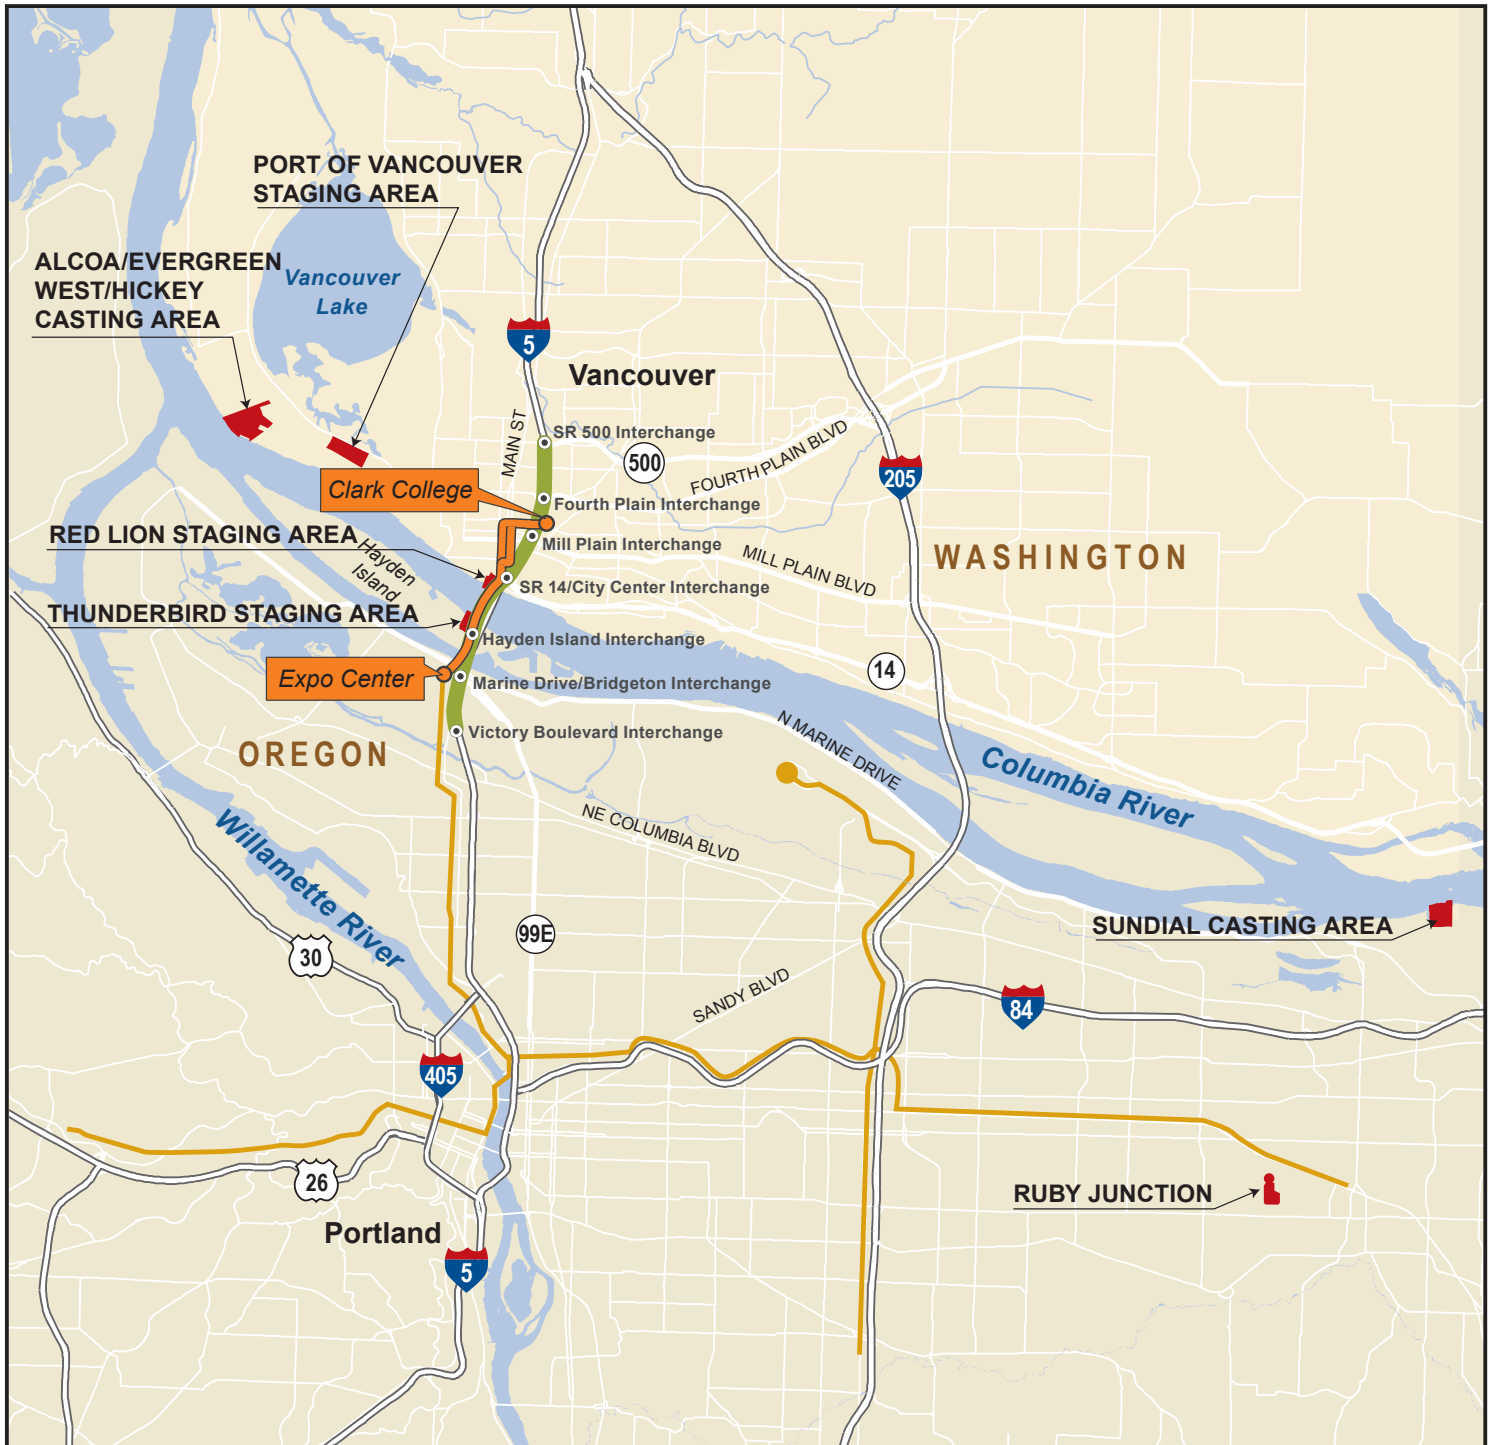 PORT OF VANCOUVER
STAGING AREA
ALCOA/EVERGREEN
WEST/HICKEY
CASTING AREA
Vancouver
Lake
5
Vancouver
MAIN ST
SR 500 Interchange
500
FOURTH PLAIN BLVD
205
Clark College
Fourth Plain Interchange
RED LION STAGING AREA
Hayden
Island
Mill Plain Interchange
MILL PLAIN BLVD
WASHINGTON
SR 14/City Center Interchange
THUNDERBIRD STAGING AREA
Hayden Island Interchange
14
Expo Center
Marine Drive/Bridgeton Interchange
Victory Boulevard Interchange
OREGON
N MARINE DRIVE
Columbia River
NE COLUMBIA BLVD
Willamette River
SUNDIAL CASTING AREA
99E
30
SANDY BLVD
84
405
26
RUBY JUNCTION
Portland
5